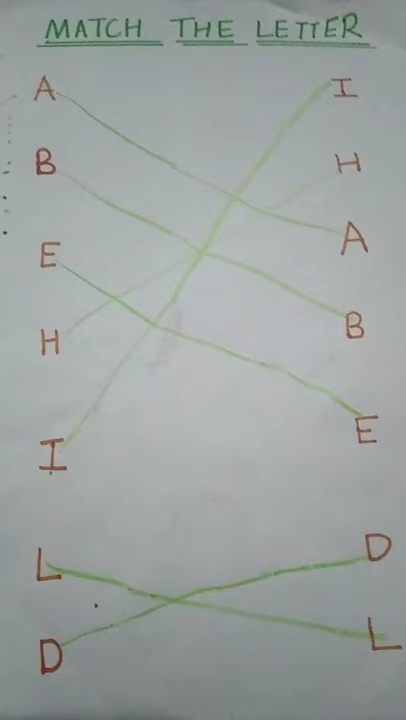 MATCH THE LETTER
A I
B H
E A
H B
I E
L D
D L